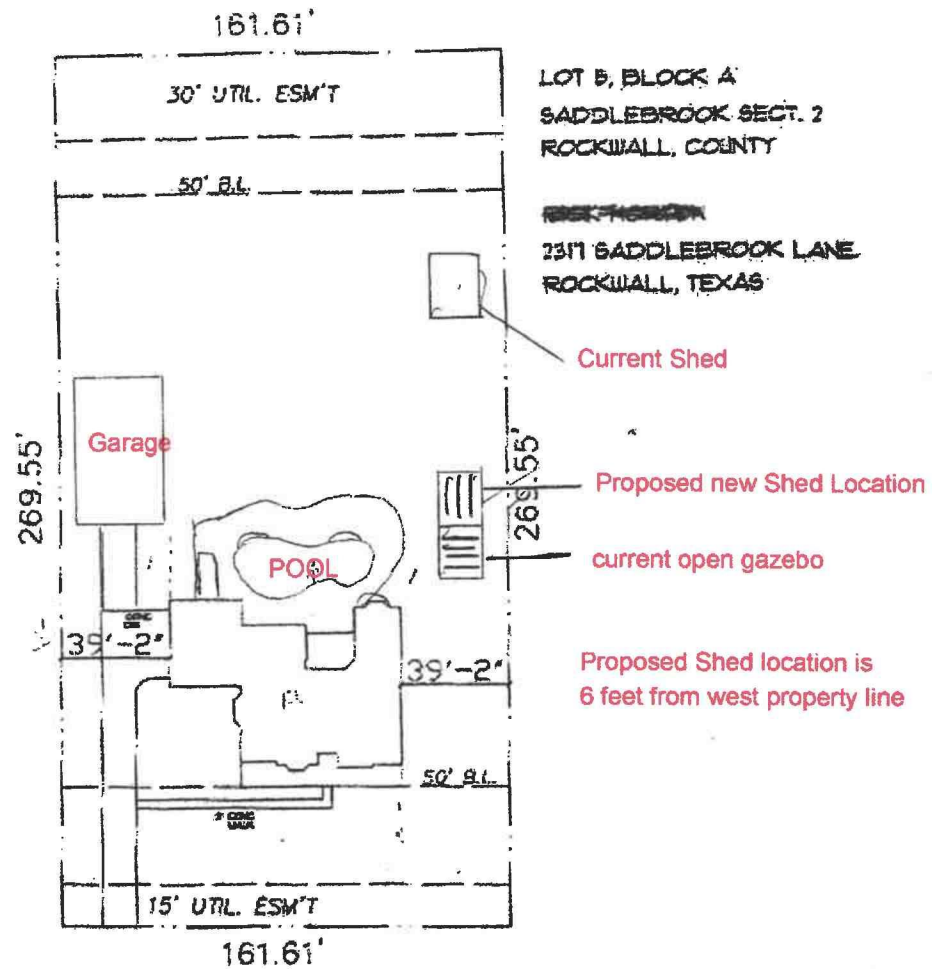 161.61'
30' UTIL. ESM'T
50' B.L.
LOT 5, BLOCK A
SADDLEBROOK SECT. 2
ROCKWALL, COUNTY
2317 SADDLEBROOK LANE
ROCKWALL, TEXAS
Current Shed
Garage
269.55'
269.55'
Proposed new Shed Location
current open gazebo
POOL
39'-2"
39'-2"
Proposed Shed location is
6 feet from west property line
50' B.L.
15' UTIL. ESM'T
161.61'